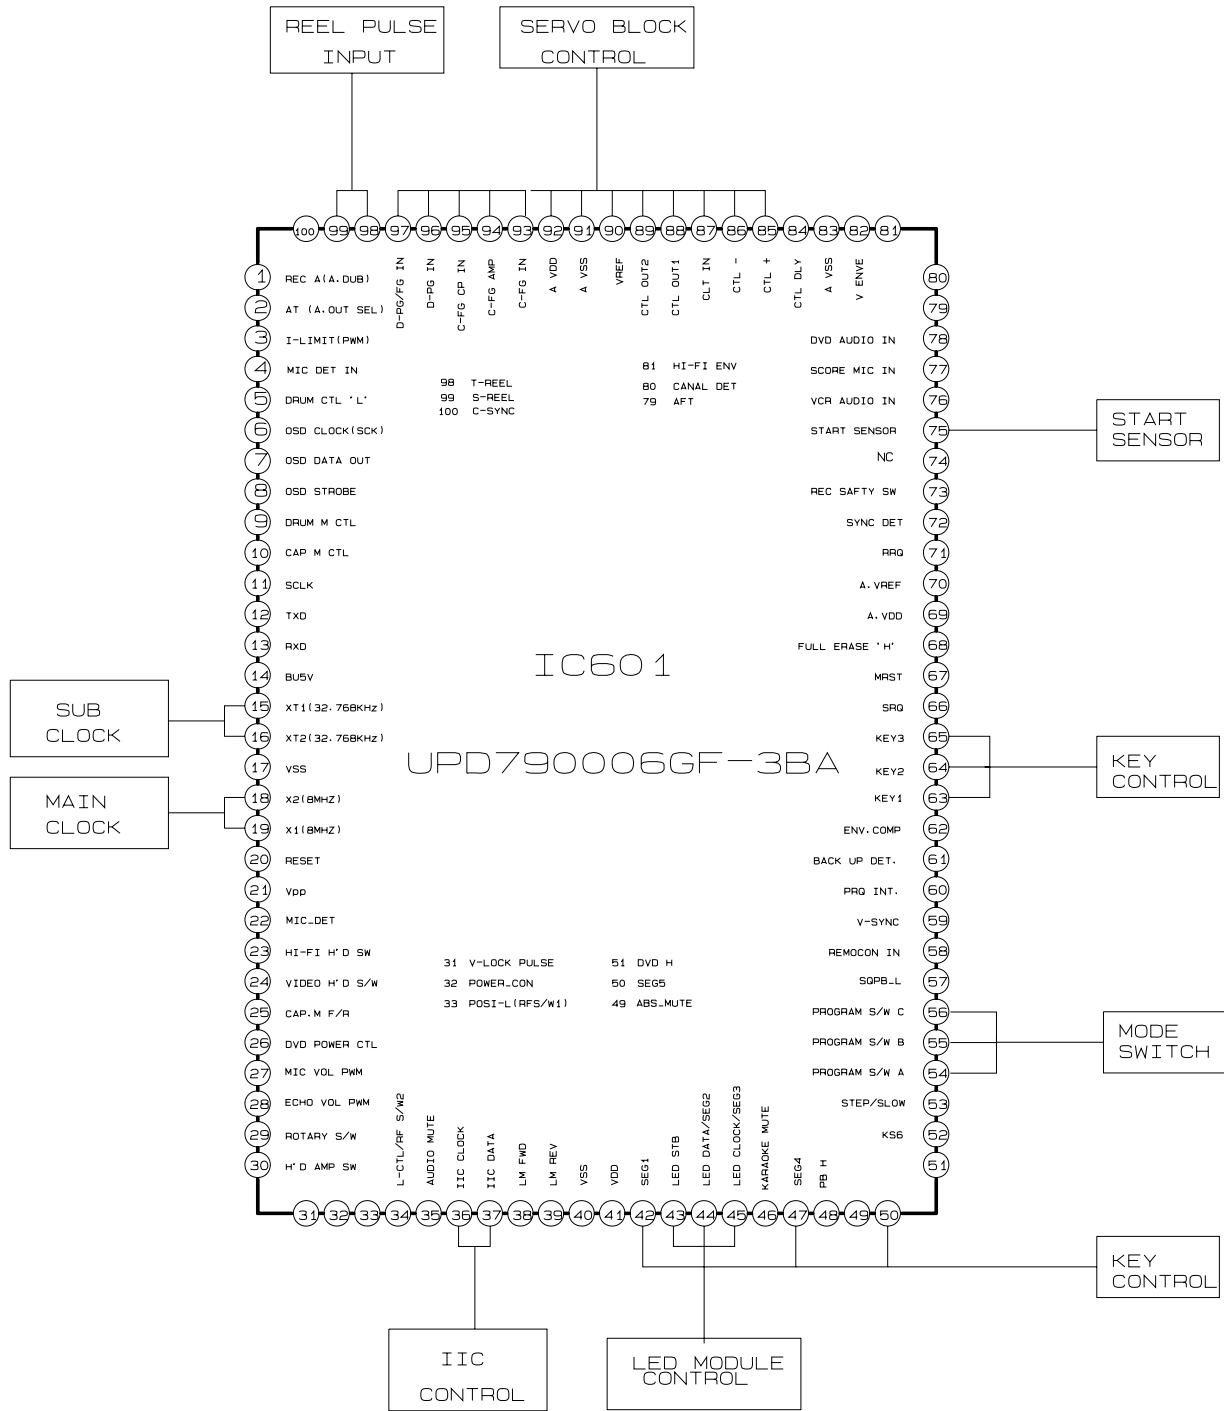 REEL PULSE
INPUT
SERVO BLOCK
CONTROL
100 99 98 97 96 95 94 93 92 91 90 89 88 87 86 85 84 83 82 81
D-PG/FG IN
D-PG IN
C-FG CP IN
C-FG AMP
C-FG IN
A VDD
A VSS
VREF
CTL OUT2
CTL OUT1
CLT IN
CTL -
CTL +
CTL DLY
A VSS
V ENVE
1 REC A(A.DUB)
2 AT (A.OUT SEL)
3 I-LIMIT(PWM)
4 MIC DET IN
5 DRUM CTL 'L'
6 OSD CLOCK(SCK)
7 OSD DATA OUT
8 OSD STROBE
9 DRUM M CTL
10 CAP M CTL
11 SCLK
12 TXD
13 RXD
14 BU5V
15 XT1(32.768KHz)
16 XT2(32.768KHz)
17 VSS
18 X2(8MHZ)
19 X1(8MHZ)
20 RESET
21 Vpp
22 MIC_DET
23 HI-FI H'D SW
24 VIDEO H'D S/W
25 CAP.M F/R
26 DVD POWER CTL
27 MIC VOL PWM
28 ECHO VOL PWM
29 ROTARY S/W
30 H'D AMP SW
SUB
CLOCK
MAIN
CLOCK
98 T-REEL
99 S-REEL
100 C-SYNC
81 HI-FI ENV
80 CANAL DET
79 AFT
IC601
UPD790006GF-3BA
31 V-LOCK PULSE
32 POWER_CON
33 POSI-L(RFS/W1)
51 DVD H
50 SEG5
49 ABS_MUTE
80
79
DVD AUDIO IN 78
SCORE MIC IN 77
VCR AUDIO IN 76
START SENSOR 75
NC 74
REC SAFTY SW 73
SYNC DET 72
RRQ 71
A.VREF 70
A.VDD 69
FULL ERASE 'H' 68
MRST 67
SRQ 66
KEY3 65
KEY2 64
KEY1 63
ENV.COMP 62
BACK UP DET. 61
PRQ INT. 60
V-SYNC 59
REMOCON IN 58
SQPB_L 57
PROGRAM S/W C 56
PROGRAM S/W B 55
PROGRAM S/W A 54
STEP/SLOW 53
KS6 52
51
START
SENSOR
KEY
CONTROL
MODE
SWITCH
L-CTL/RF S/W2
AUDIO MUTE
IIC CLOCK
IIC DATA
LM FWD
LM REV
VSS
VDD
SEG1
LED STB
LED DATA/SEG2
LED CLOCK/SEG3
KARAOKE MUTE
SEG4
PB H
31 32 33 34 35 36 37 38 39 40 41 42 43 44 45 46 47 48 49 50
KEY
CONTROL
IIC
CONTROL
LED MODULE
CONTROL